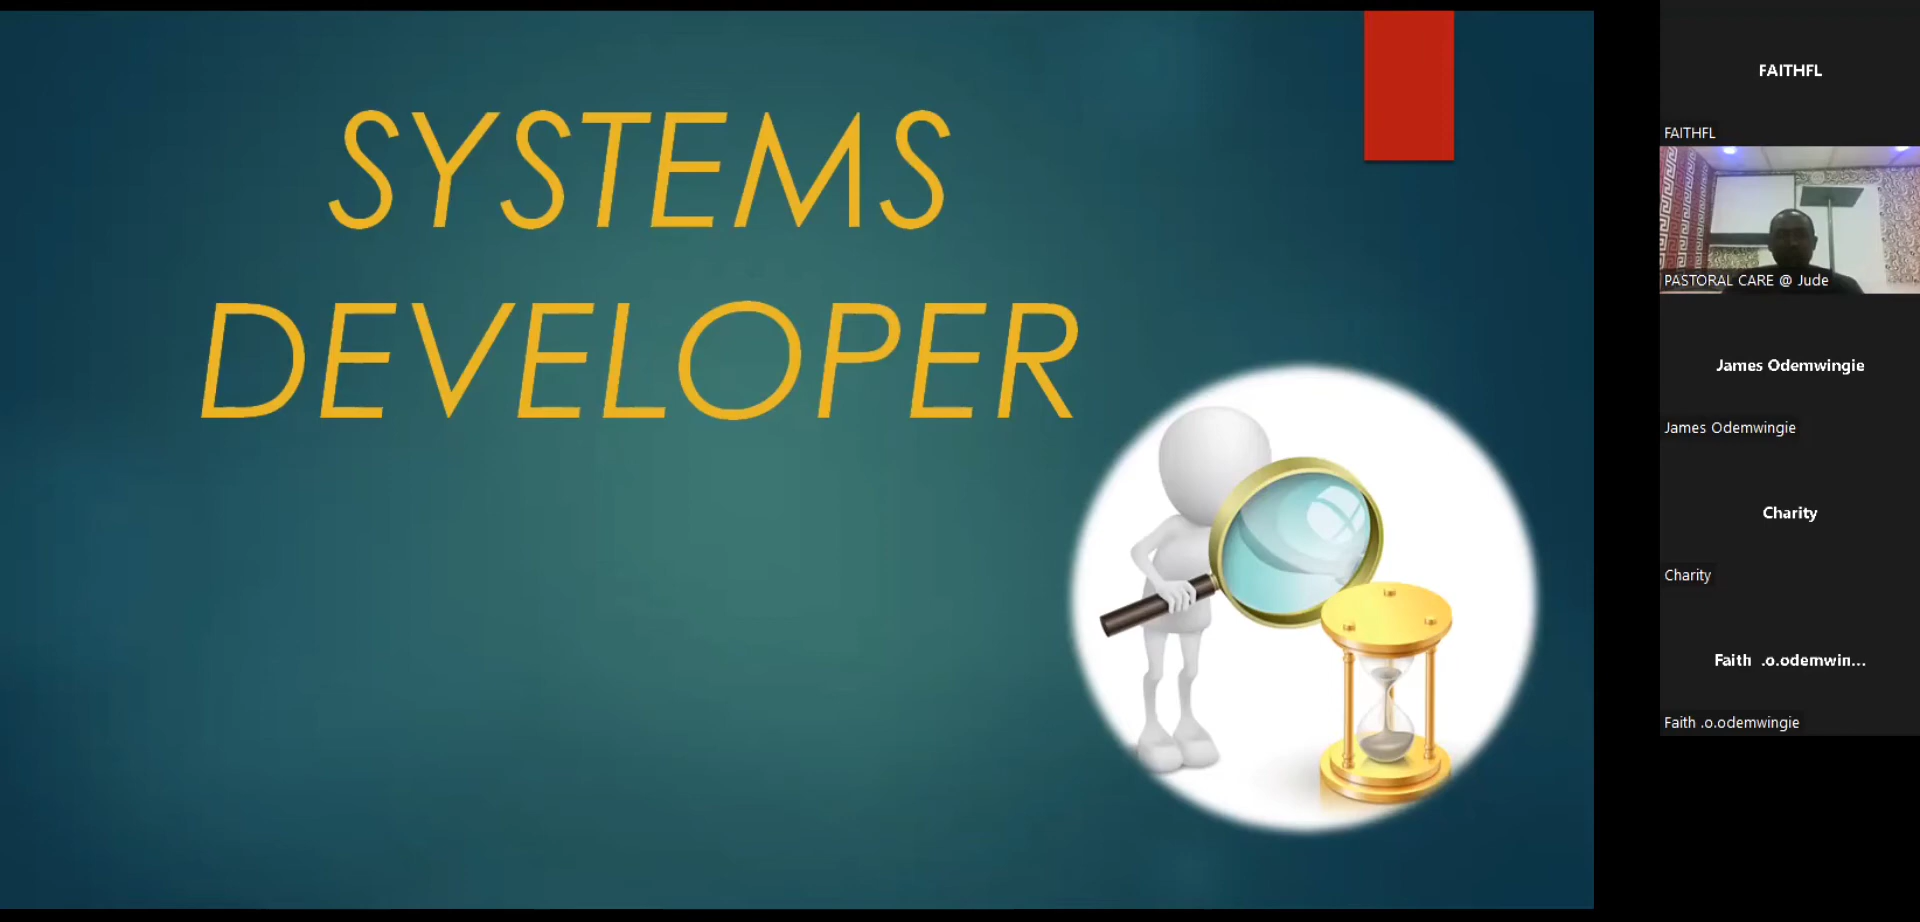 SYSTEMS
DEVELOPER
FAITHFL
FAITHFL
PASTORAL CARE @ Jude
James Odemwingie
James Odemwingie
Charity
Charity
Faith .o.odemwin...
Faith .o.odemwingie